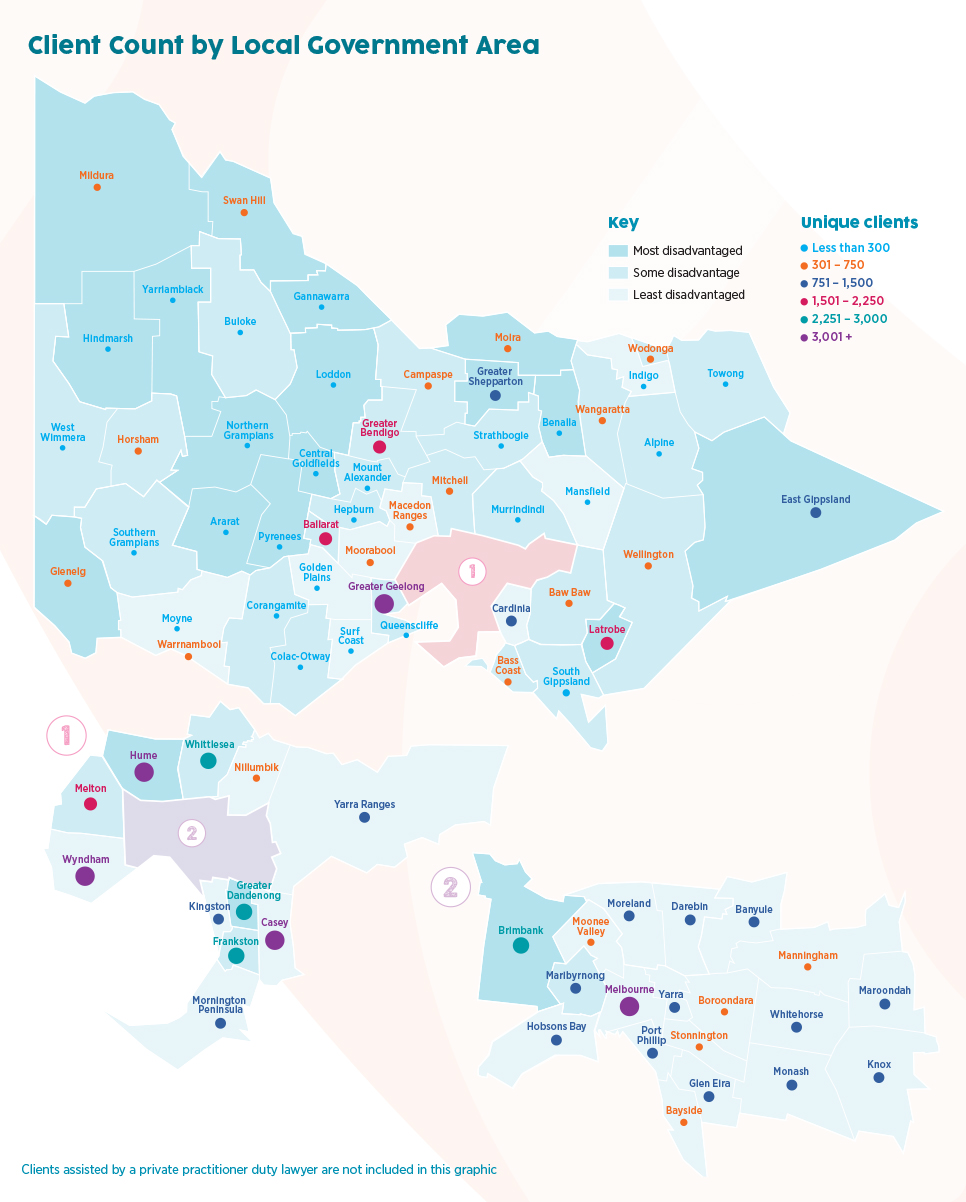 Client Count by Local Government Area
Mildura
Swan Hill
Key
Most disadvantaged
Some disadvantage
Least disadvantaged
Unique clients
Less than 300
301 – 750
751 – 1,500
1,501 – 2,250
2,251 – 3,000
3,001 +
Yarriambiack
Gannawarra
Buloke
Hindmarsh
Moira
Wodonga
Loddon
Campaspe
Greater
Shepparton
Indigo
Towong
West
Wimmera
Horsham
Northern
Grampians
Greater
Bendigo
Strathbogie
Benalla
Wangaratta
Alpine
Central
Goldfields
Mount
Alexander
Mitchell
Mansfield
East Gippsland
Southern
Grampians
Ararat
Pyrenees
Hepburn
Ballarat
Macedon
Ranges
Murrindindi
Moorabool
Wellington
Glenelg
Golden
Plains
1
Greater Geelong
Baw Baw
Moyne
Corangamite
Cardinia
Queenscliffe
Latrobe
Warrnambool
Surf
Coast
Colac-Otway
Bass
Coast
South
Gippsland
1
Hume
Whittlesea
Nillumbik
Melton
Yarra Ranges
2
Wyndham
Greater
Dandenong
Kingston
Casey
Frankston
Mornington
Peninsula
2
Brimbank
Moonee
Valley
Moreland
Darebin
Banyule
Manningham
Maribyrnong
Melbourne
Yarra
Boroondara
Maroondah
Hobsons Bay
Port
Phillip
Stonnington
Whitehorse
Glen Eira
Monash
Knox
Bayside
Clients assisted by a private practitioner duty lawyer are not included in this graphic